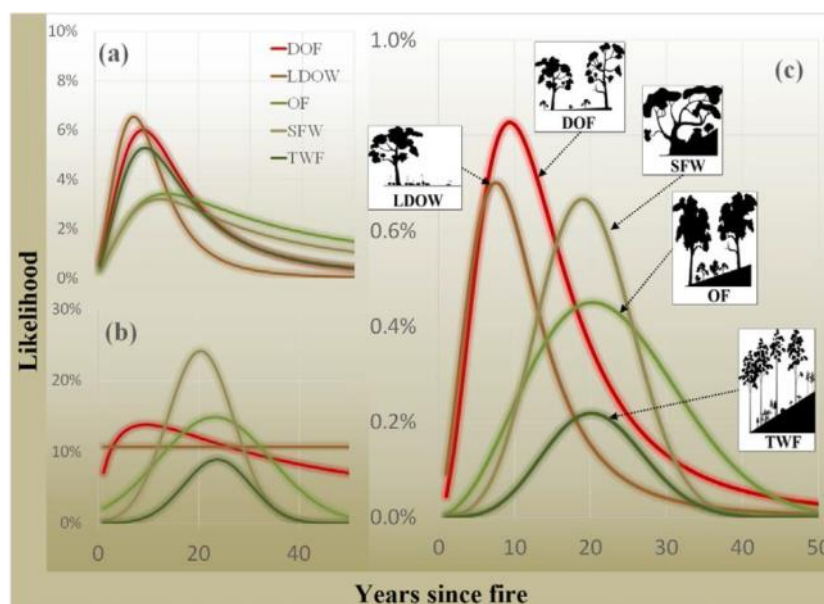 Likelihood
10%
8%
6%
4%
2%
0%
(a)
DOF
LDOW
OF
SFW
TWF
30%
20%
10%
0%
(b)
0
20
40
1.0%
0.6%
0.4%
0.2%
0.0%
(c)
DOF
LDOW
SFW
OF
TWF
0
10
20
30
40
50
Years since fire